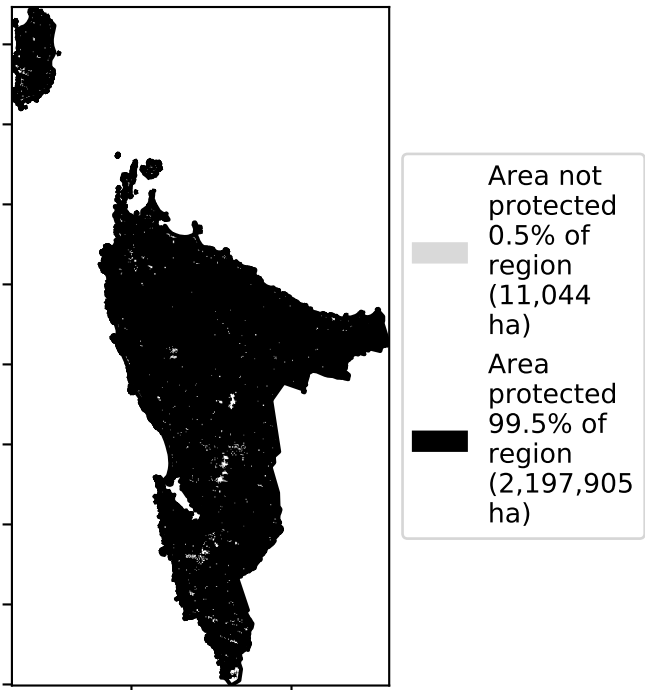 Area not
protected
0.5% of
region
(11,044
ha)
Area
protected
99.5% of
region
(2,197,905
ha)